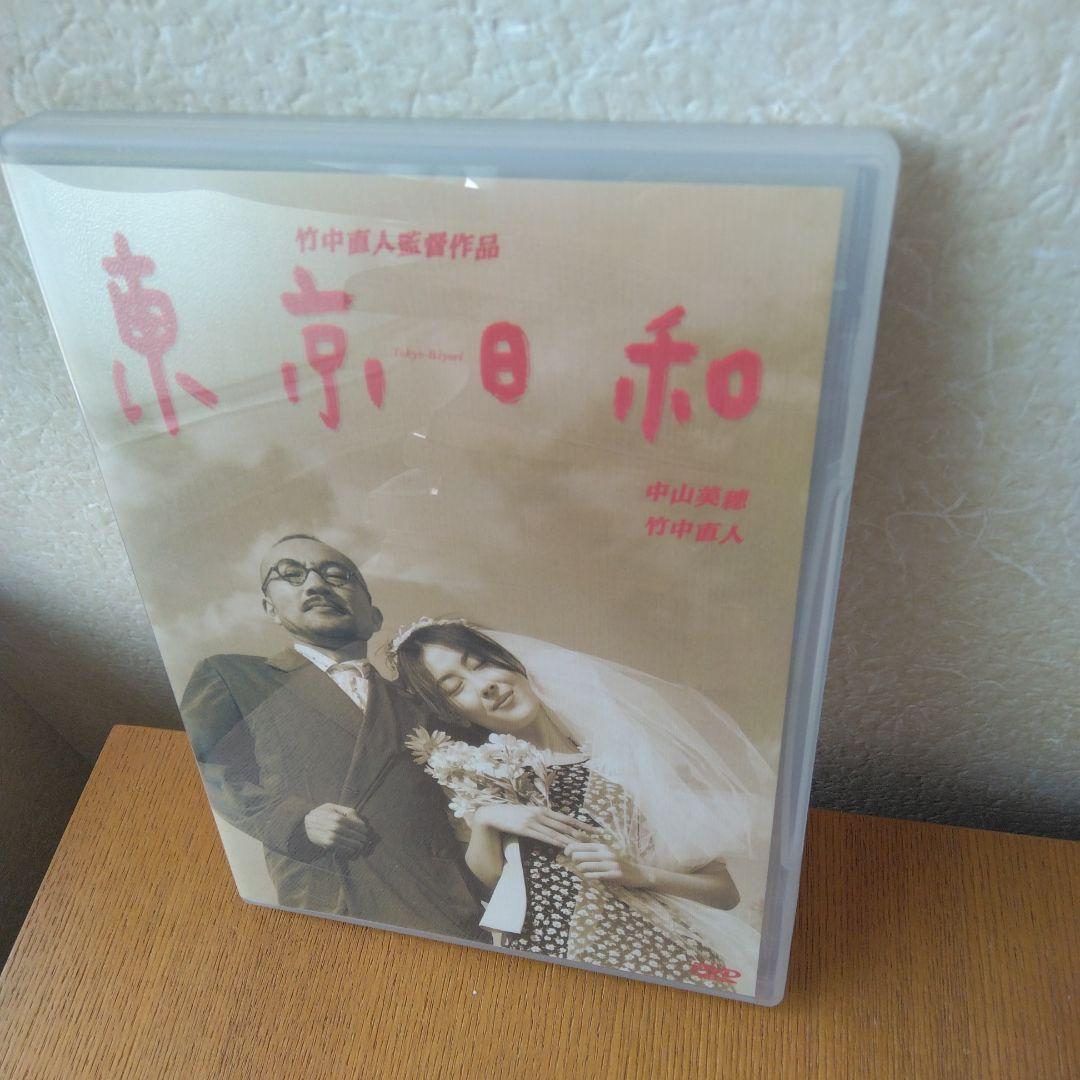 竹中直人監督作品
東京日和
Tokyo Biyori
中山美穂
竹中直人
DVD